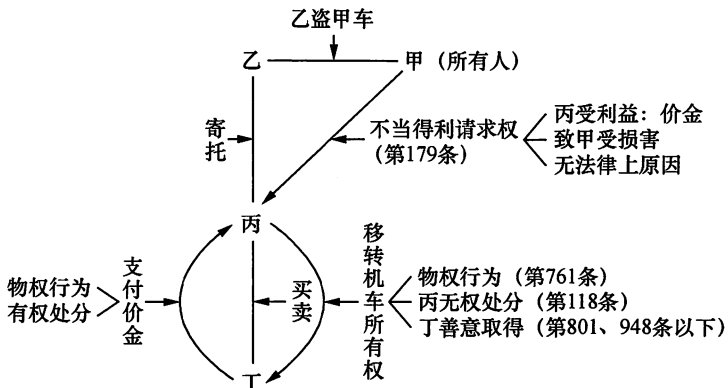 乙盗甲车
乙
甲（所有人）
寄托
不当得利请求权
（第179条）
丙受利益：价金
致甲受损害
无法律上原因
丙
物权行为
有权处分
支付价金
买卖
移转机车所有权
物权行为（第761条）
丙无权处分（第118条）
丁善意取得（第801、948条以下）
丁